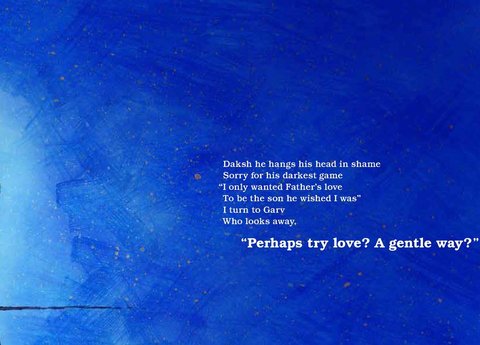 Daksh he hangs his head in shame
Sorry for his darkest game
“I only wanted Father’s love
To be the son he wished I was”
I turn to Garv
Who looks away.
“Perhaps try love? A gentle way?”